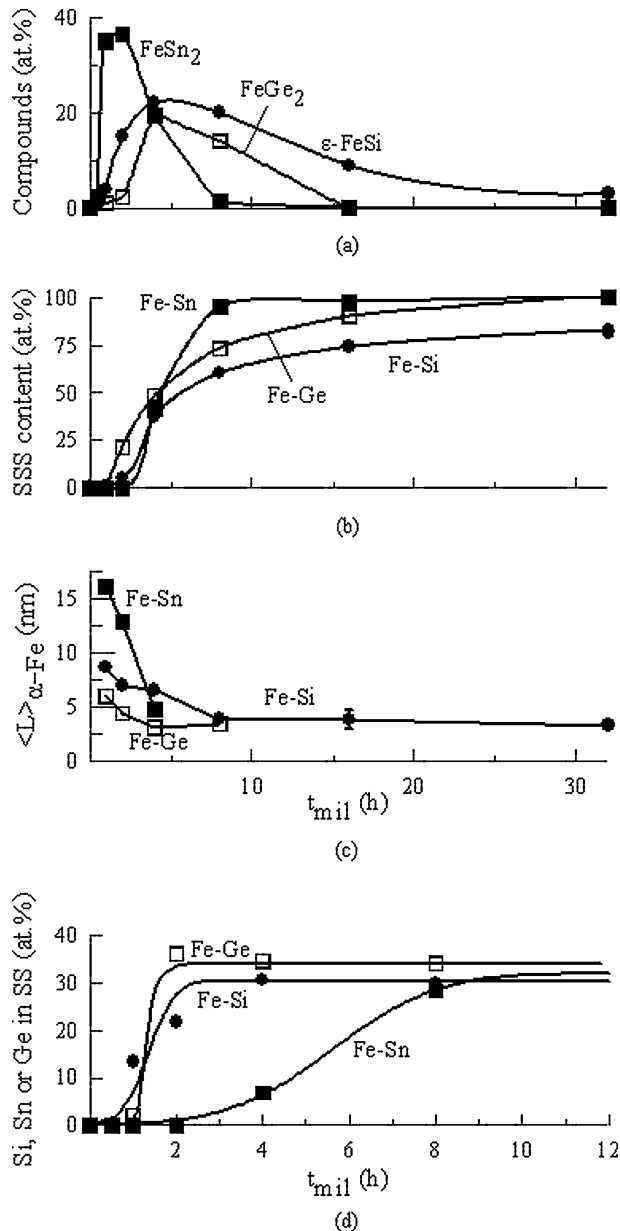 Compounds (at.%)
40
20
0
FeSn2
FeGe2
ε-FeSi
(a)
SSS content (at.%)
100
75
50
25
0
Fe-Sn
Fe-Ge
Fe-Si
(b)
<L>α-Fe (nm)
15
10
5
0
Fe-Sn
Fe-Si
Fe-Ge
10
20
30
tmil (h)
(c)
Si, Sn or Ge in SS (at.%)
40
30
20
10
0
Fe-Ge
Fe-Si
Fe-Sn
2
4
6
8
10
12
tmil (h)
(d)